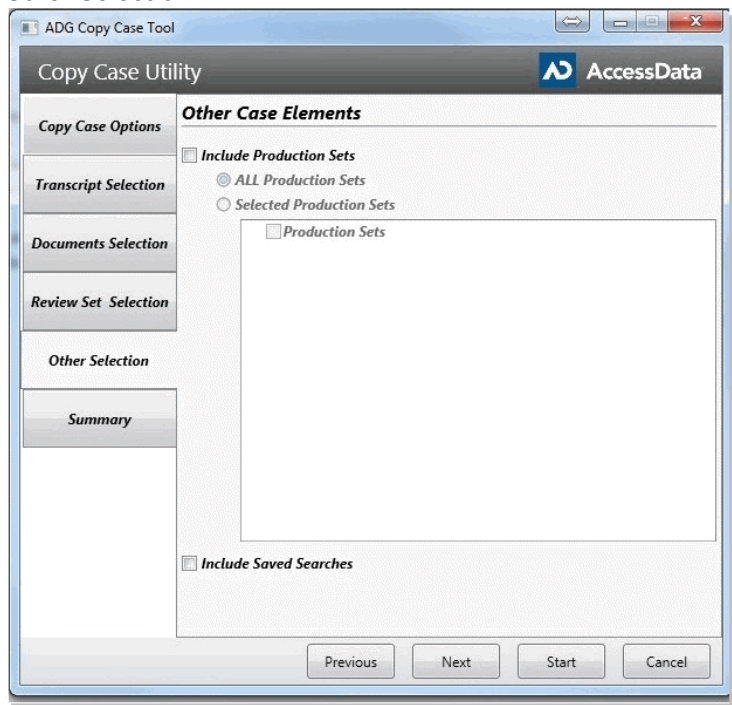 ADG Copy Case Tool
Copy Case Utility
AccessData
Copy Case Options
Transcript Selection
Documents Selection
Review Set Selection
Other Selection
Summary
Other Case Elements
Include Production Sets
ALL Production Sets
Selected Production Sets
Production Sets
Include Saved Searches
Previous Next Start Cancel